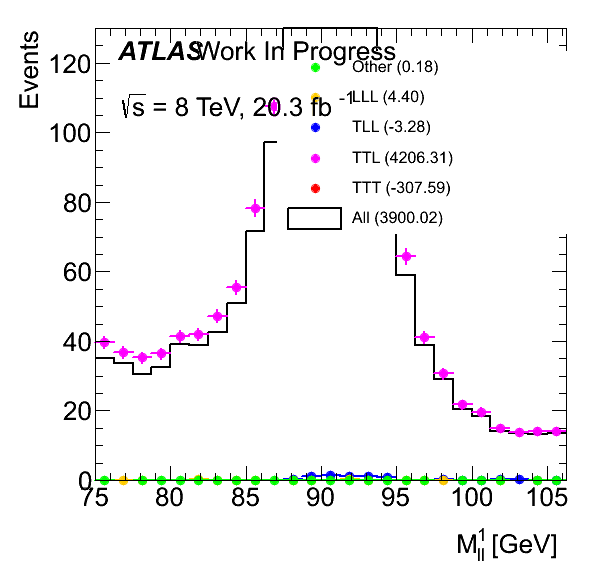 Events
ATLAS Work In Progress
√s = 8 TeV, 20.3 fb -1
Other (0.18)
LLL (4.40)
TLL (-3.28)
TTL (4206.31)
TTT (-307.59)
All (3900.02)
120
100
80
60
40
20
0
75 80 85 90 95 100 105
M^1_ll [GeV]